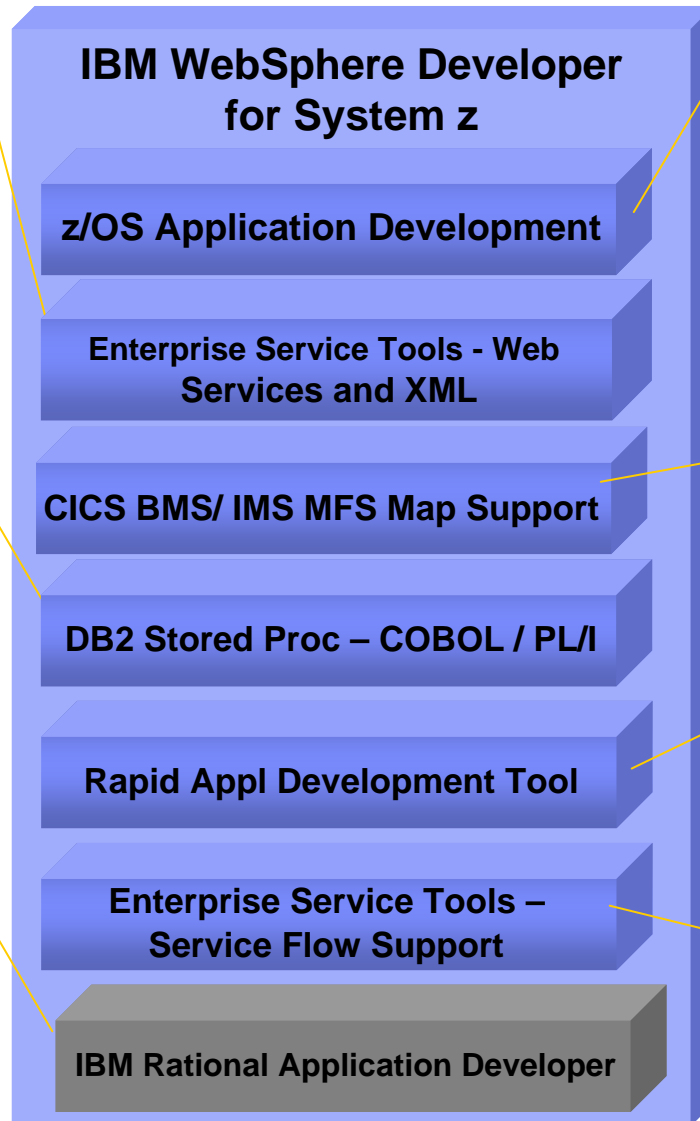 IBM WebSphere Developer
for System z
z/OS Application Development
Enterprise Service Tools - Web
Services and XML
CICS BMS/ IMS MFS Map Support
DB2 Stored Proc – COBOL / PL/I
Rapid Appl Development Tool
Enterprise Service Tools –
Service Flow Support
IBM Rational Application Developer